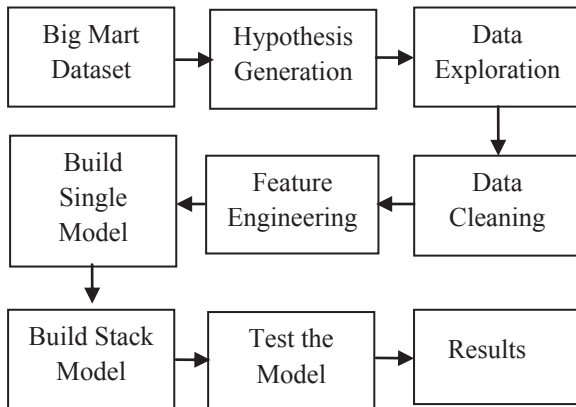 Big Mart
Dataset
Hypothesis
Generation
Data
Exploration
Build
Single
Model
Feature
Engineering
Data
Cleaning
Build Stack
Model
Test the
Model
Results